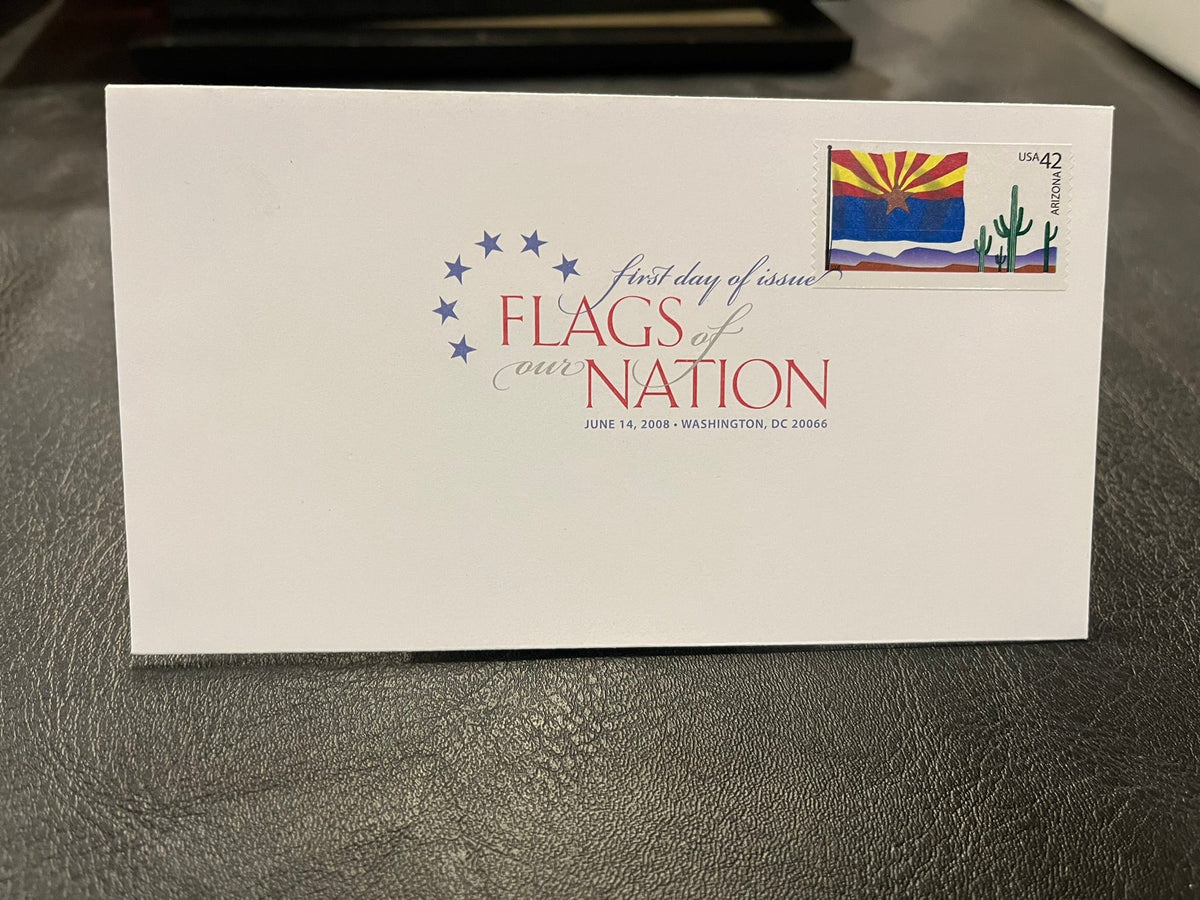 USA 42
ARIZONA
first day of issue
FLAGS of
our NATION
JUNE 14, 2008 • WASHINGTON, DC 20066